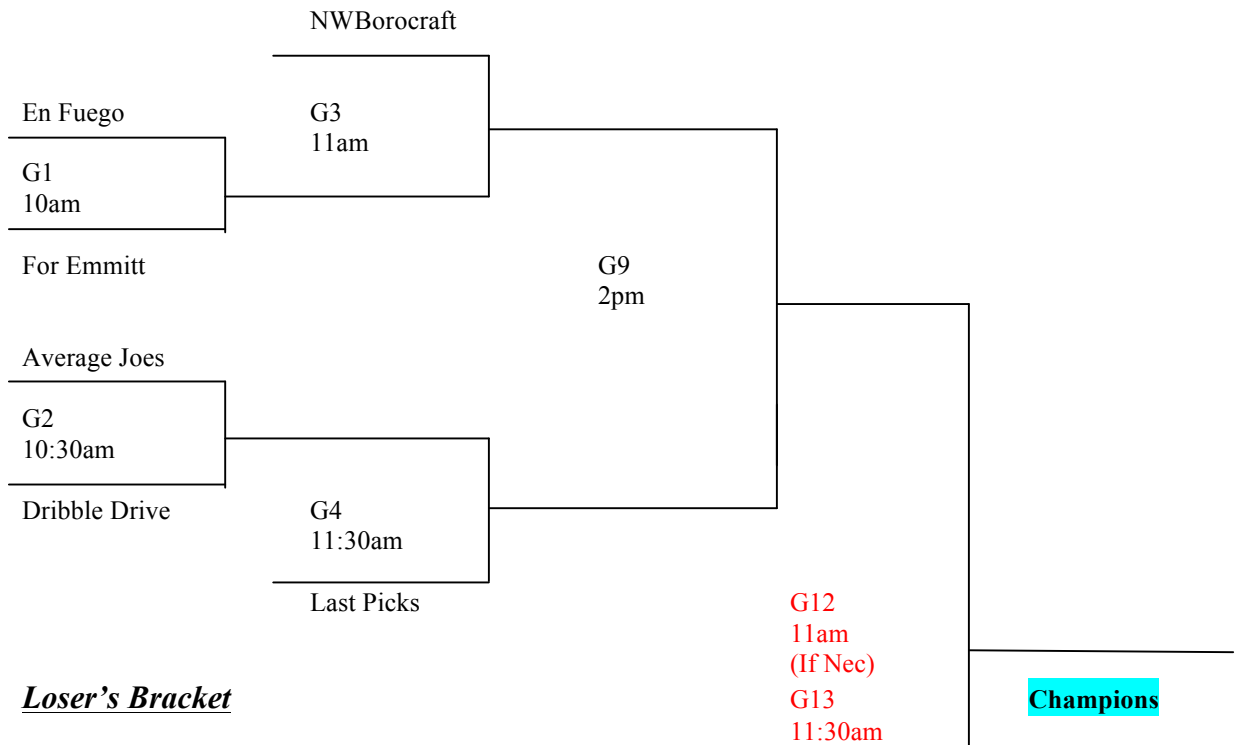 NWBorocraft
En Fuego
G3
11am
G1
10am
For Emmitt
G9
2pm
Average Joes
G2
10:30am
Dribble Drive
G4
11:30am
Last Picks
G12
11am
(If Nec)
Loser’s Bracket
G13
11:30am
Champions